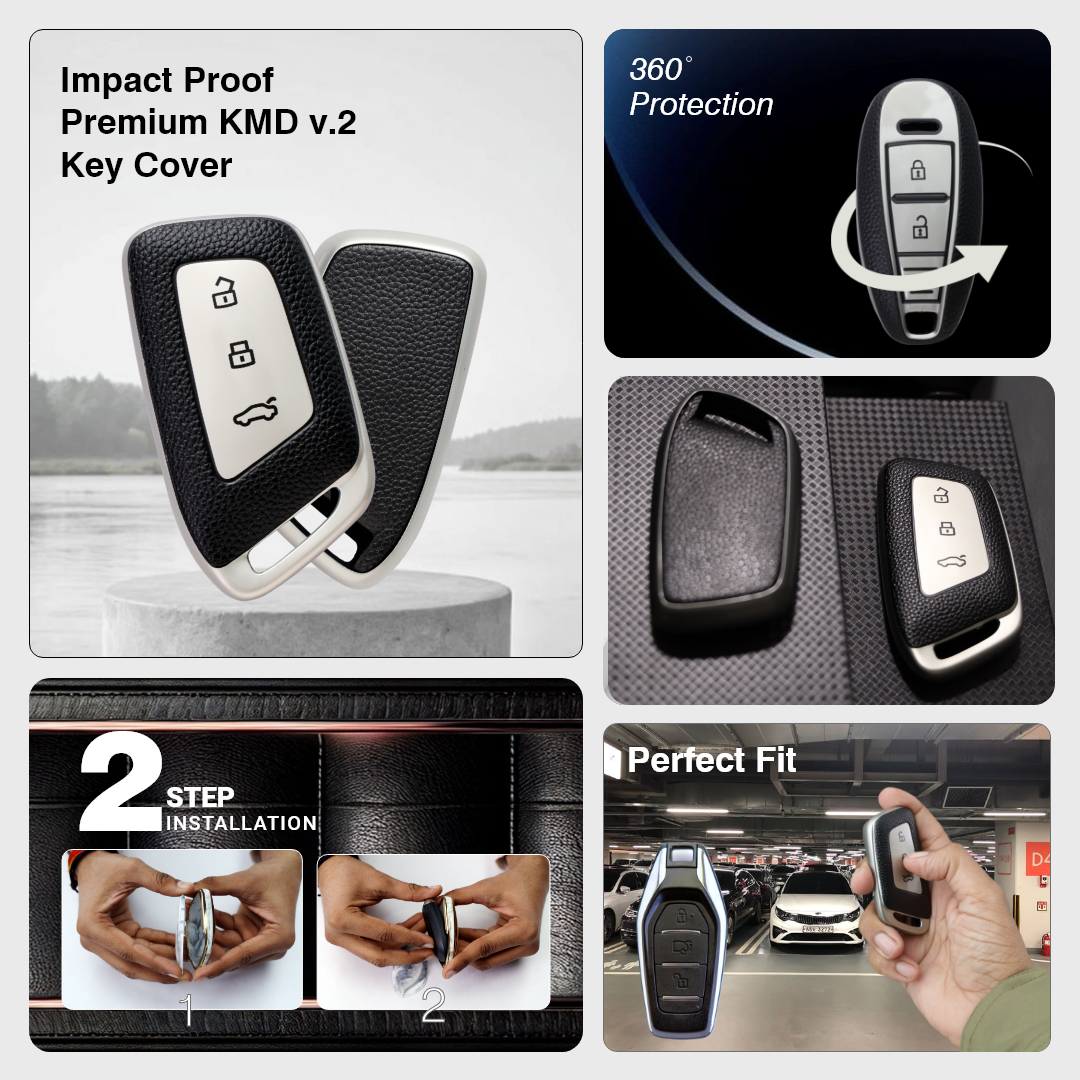 Impact Proof
Premium KMD v.2
Key Cover
360°
Protection
2 STEP
INSTALLATION
1
2
Perfect Fit
D4